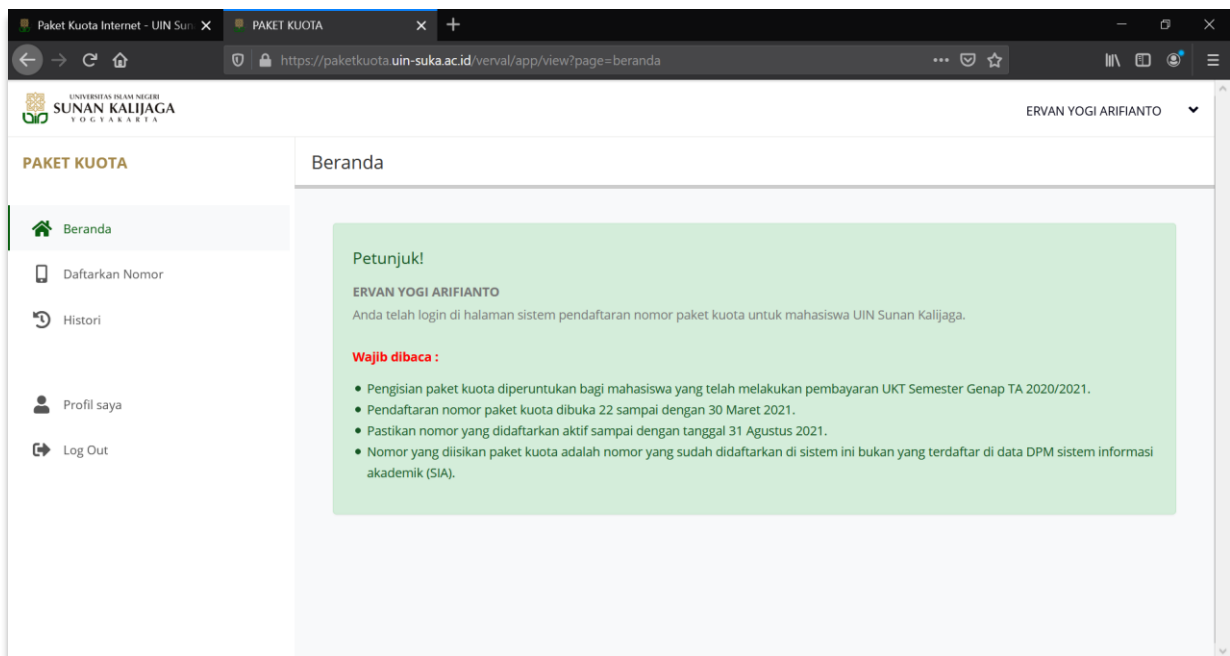 Paket Kuota Internet - UIN Sun
PAKET KUOTA
https://paketkuota.uin-suka.ac.id/verval/app/view?page=beranda
UNIVERSITAS ISLAM NEGERI
SUNAN KALIJAGA
YOGYAKARTA
uin
ERVAN YOGI ARIFIANTO
PAKET KUOTA
Beranda
Beranda
Daftarkan Nomor
Histori
Profil saya
Log Out
Petunjuk!
ERVAN YOGI ARIFIANTO
Anda telah login di halaman sistem pendaftaran nomor paket kuota untuk mahasiswa UIN Sunan Kalijaga.
Wajib dibaca :
• Pengisian paket kuota diperuntukan bagi mahasiswa yang telah melakukan pembayaran UKT Semester Genap TA 2020/2021.
• Pendaftaran nomor paket kuota dibuka 22 sampai dengan 30 Maret 2021.
• Pastikan nomor yang didaftarkan aktif sampai dengan tanggal 31 Agustus 2021.
• Nomor yang diisikan paket kuota adalah nomor yang sudah didaftarkan di sistem ini bukan yang terdaftar di data DPM sistem informasi
akademik (SIA).